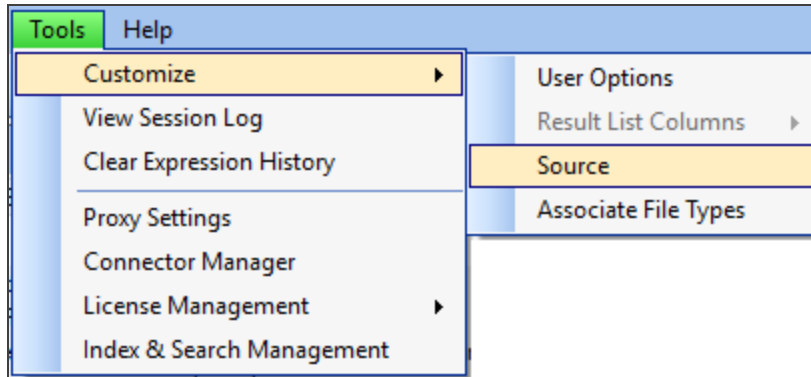 Tools Help
Customize
View Session Log
Clear Expression History
Proxy Settings
Connector Manager
License Management
Index & Search Management
User Options
Result List Columns
Source
Associate File Types